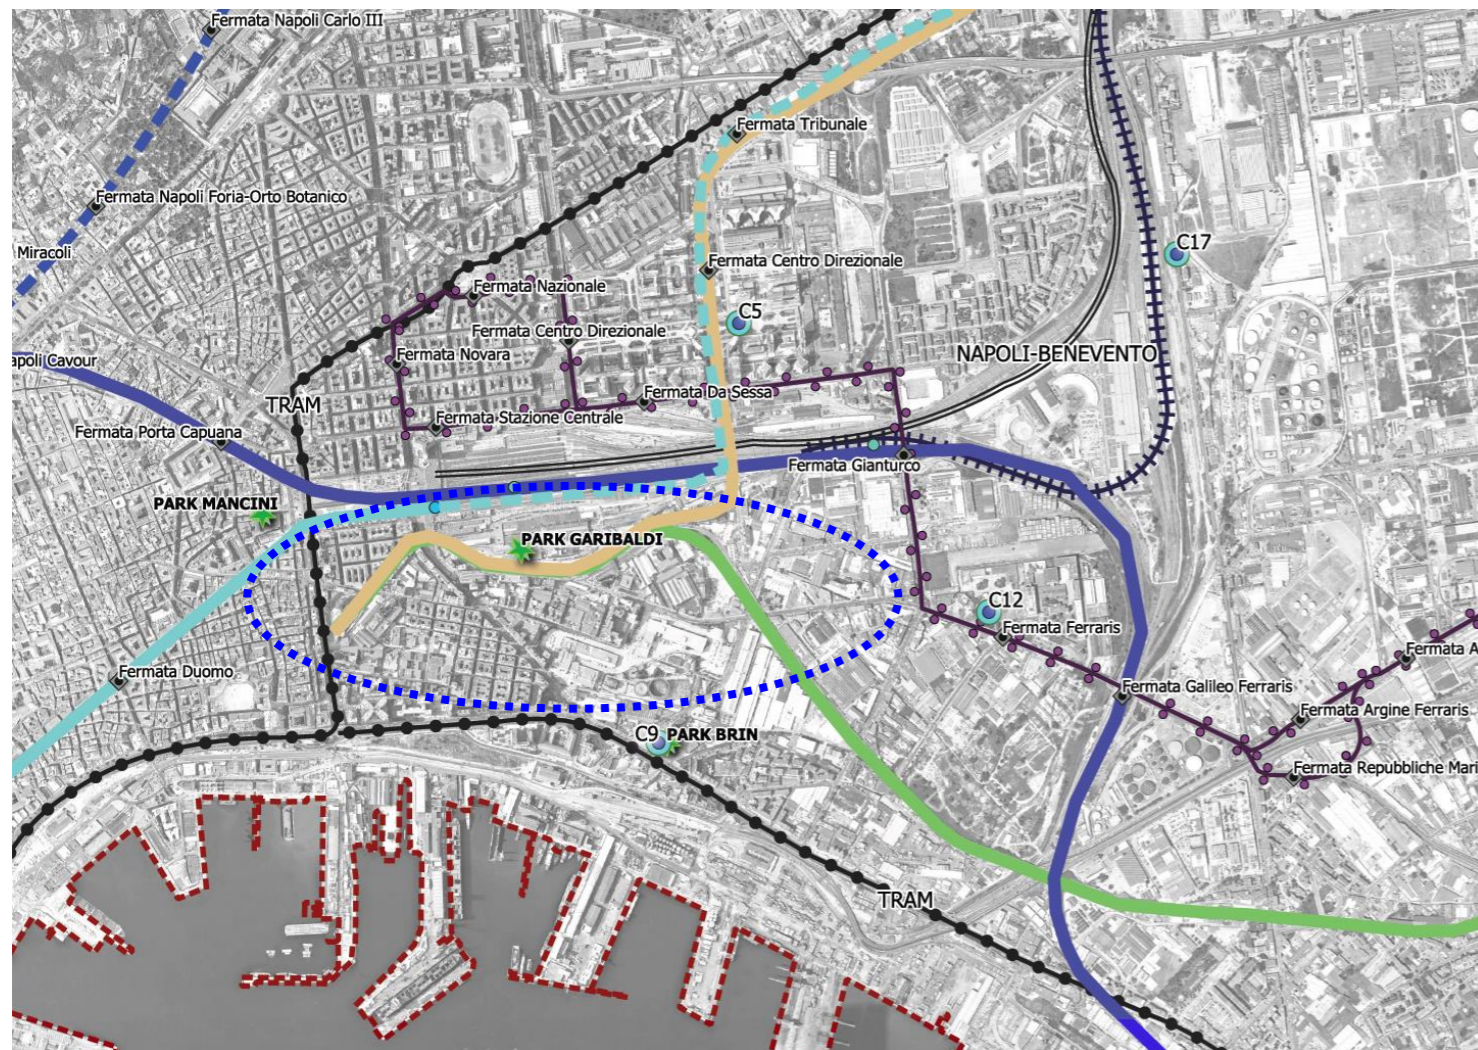 Fermata Napoli Carlo III
Fermata Tribunale
Fermata Napoli Foria-Orto Botanico
Miracoli
C17
Fermata Centro Direzionale
Fermata Nazionale
C5
Fermata Centro Direzionale
apoli Cavour
Fermata Novara
NAPOLI-BENEVENTO
Fermata Da Sessa
TRAM
Fermata Stazione Centrale
Fermata Porta Capuana
Fermata Gianturco
PARK MANCINI
PARK GARIBALDI
C12
Fermata Ferraris
Fermata A
Fermata Duomo
Fermata Galileo Ferraris
Fermata Argine Ferraris
C9
PARK BRIN
Fermata Repubbliche Mari
TRAM